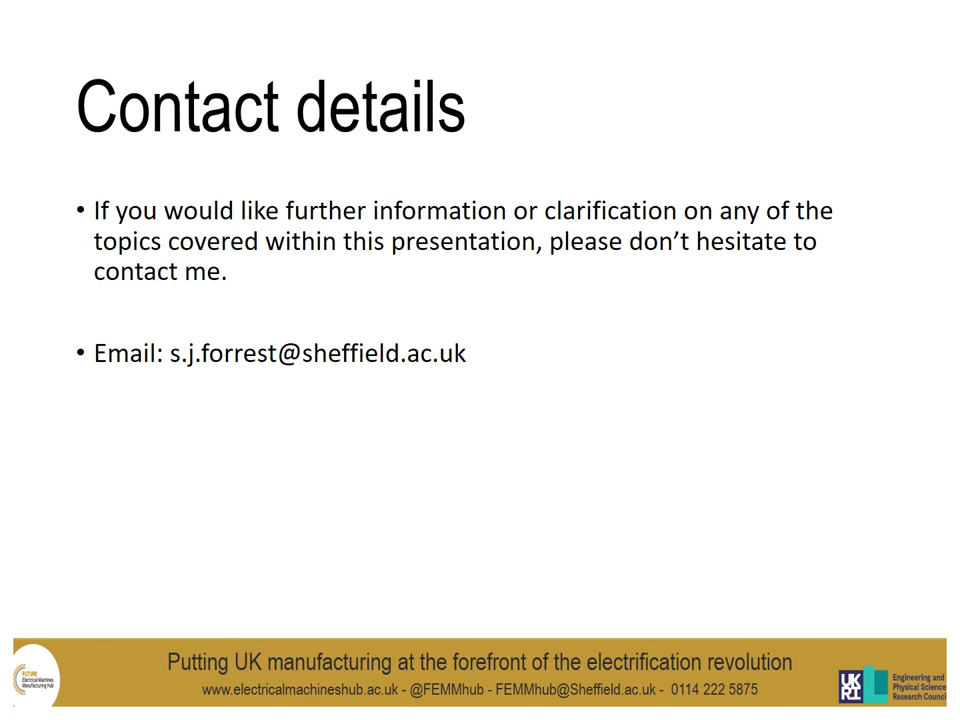 Contact details
• If you would like further information or clarification on any of the
topics covered within this presentation, please don’t hesitate to
contact me.
• Email: s.j.forrest@sheffield.ac.uk
Putting UK manufacturing at the forefront of the electrification revolution
www.electricalmachineshub.ac.uk - @FEMMhub - FEMMhub@Sheffield.ac.uk - 0114 222 5875
FUTURE
Electrical Machines
Manufacturing Hub
UK
RI
Engineering and
Physical Science
Research Counci